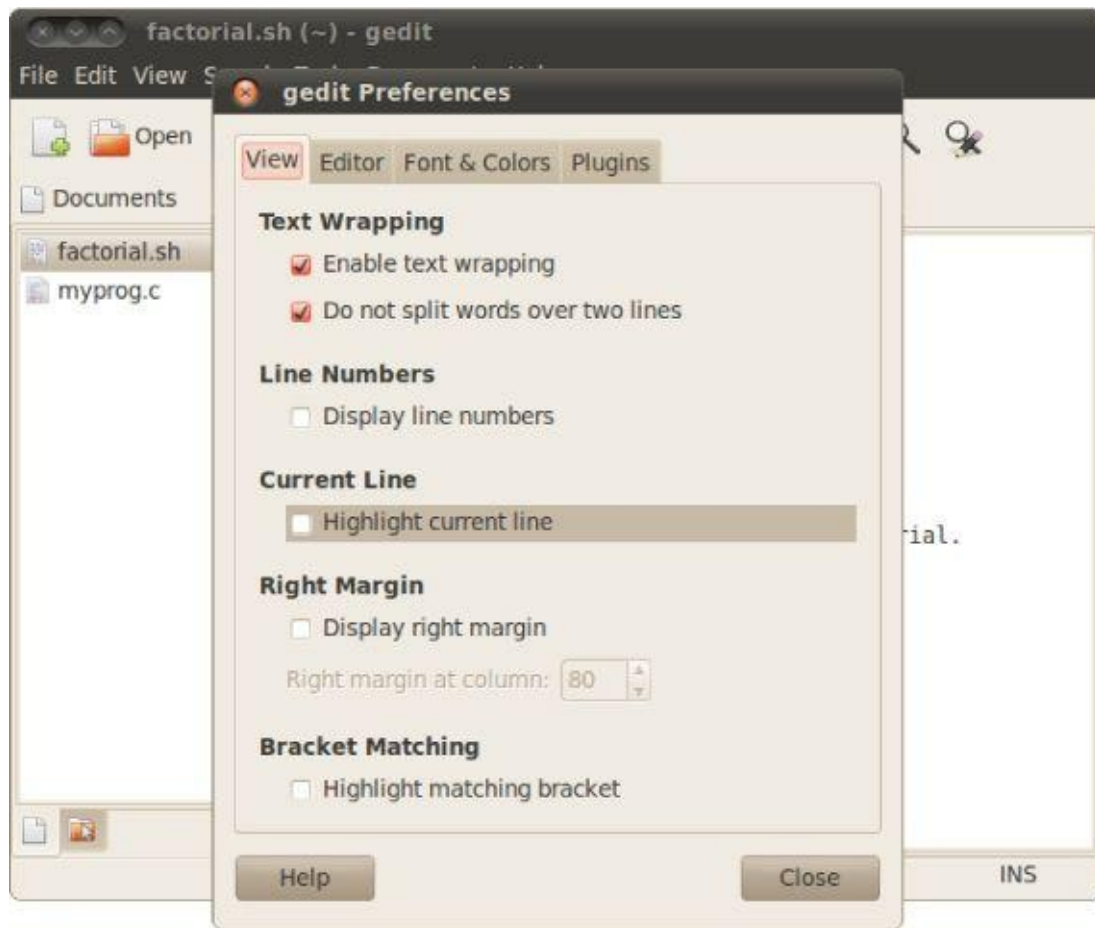 factorial.sh (~) - gedit
File Edit View
gedit Preferences
Open
View Editor Font & Colors Plugins
Documents
Text Wrapping
factorial.sh
Enable text wrapping
myprog.c
Do not split words over two lines
Line Numbers
Display line numbers
Current Line
Highlight current line
rial.
Right Margin
Display right margin
Right margin at column: 80
Bracket Matching
Highlight matching bracket
Help Close
INS